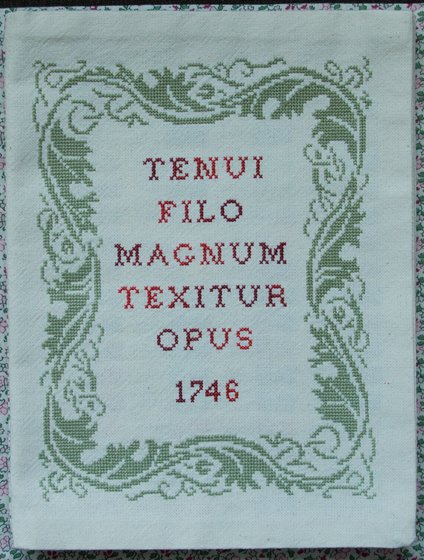 TENUI
FILO
MAGNUM
TEXITUR
OPUS
1746